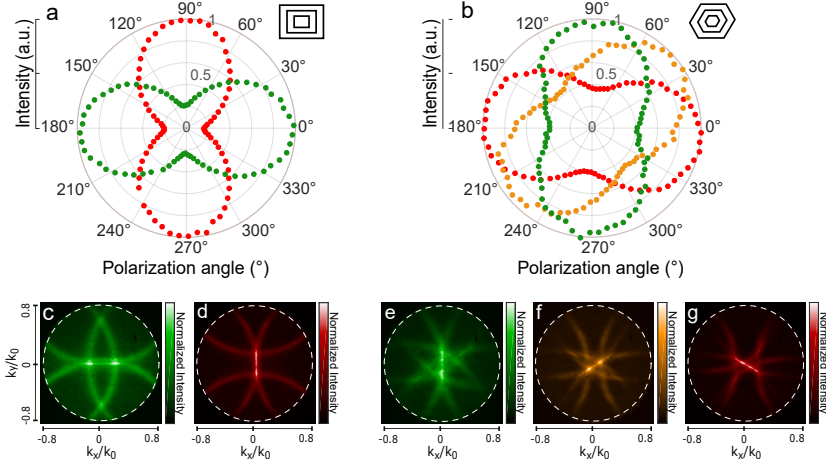 a
Intensity (a.u.)
90°
1
60°
30°
0°
330°
300°
270°
240°
210°
180°
150°
120°
0.5
0
Polarization angle (°)
b
Intensity (a.u.)
90°
1
60°
30°
0°
330°
300°
270°
240°
210°
180°
150°
120°
0.5
0
Polarization angle (°)
c
0.8
0
-0.8
ky/k0
-0.8 0 0.8
kx/k0
Normalized Intensity
d
-0.8 0 0.8
kx/k0
Normalized Intensity
e
-0.8 0 0.8
kx/k0
Normalized Intensity
f
-0.8 0 0.8
kx/k0
Normalized Intensity
g
-0.8 0 0.8
kx/k0
Normalized Intensity